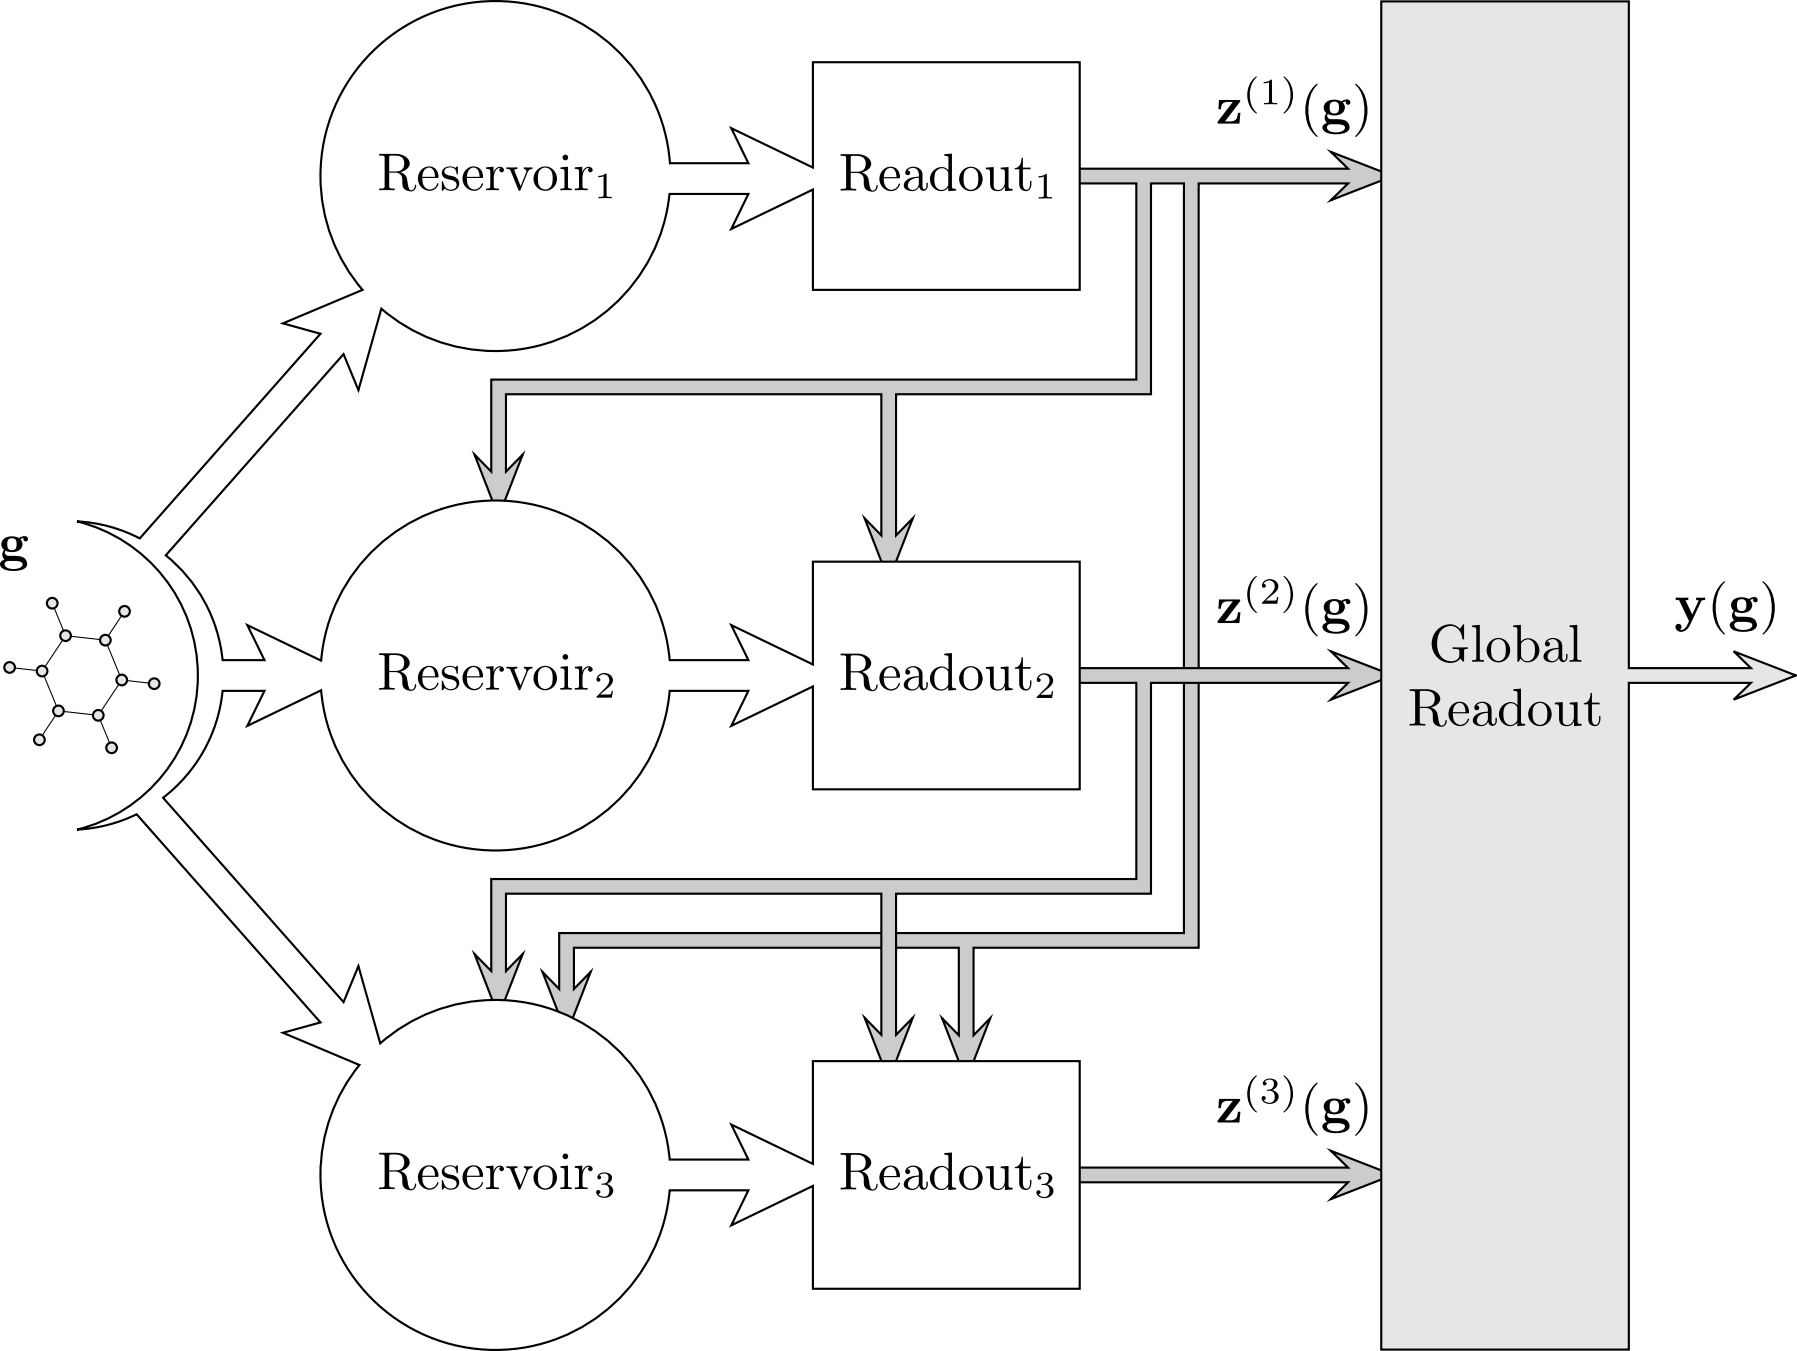 Reservoir₁
Readout₁
𝐳⁽¹⁾(𝐠)
𝐠
Reservoir₂
Readout₂
𝐳⁽²⁾(𝐠)
Global
Readout
𝐲(𝐠)
Reservoir₃
Readout₃
𝐳⁽³⁾(𝐠)